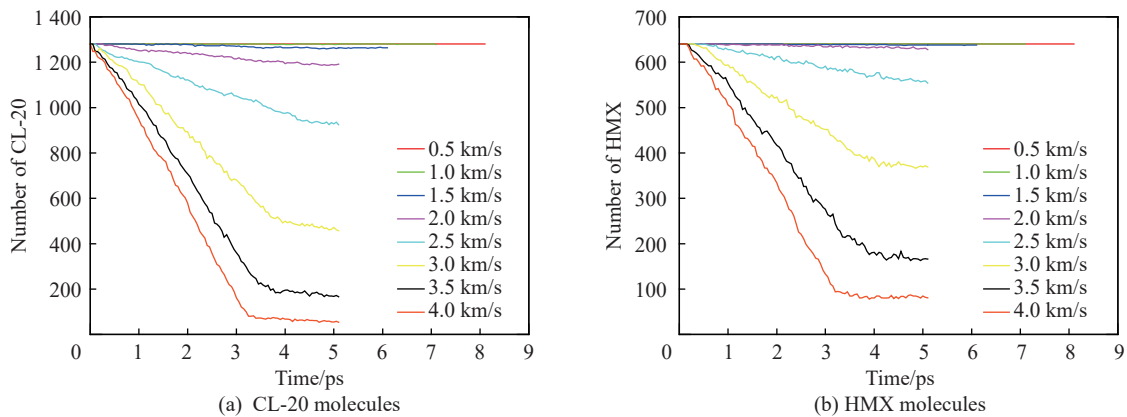 1 400
1 200
1 000
800
600
400
200
0
Number of CL-20
0.5 km/s
1.0 km/s
1.5 km/s
2.0 km/s
2.5 km/s
3.0 km/s
3.5 km/s
4.0 km/s
1 2 3 4 5 6 7 8 9
Time/ps
(a) CL-20 molecules
700
600
500
400
300
200
100
0
Number of HMX
0.5 km/s
1.0 km/s
1.5 km/s
2.0 km/s
2.5 km/s
3.0 km/s
3.5 km/s
4.0 km/s
1 2 3 4 5 6 7 8 9
Time/ps
(b) HMX molecules